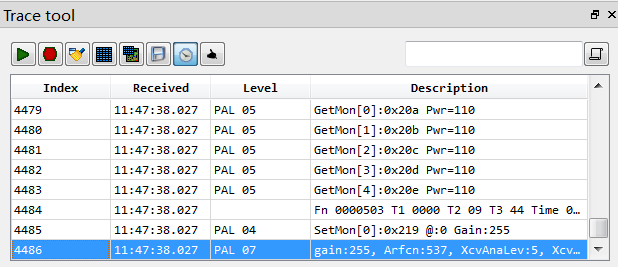 Trace tool
Index Received Level Description
4479 11:47:38.027 PAL 05 GetMon[0]:0x20a Pwr=110
4480 11:47:38.027 PAL 05 GetMon[1]:0x20b Pwr=110
4481 11:47:38.027 PAL 05 GetMon[2]:0x20c Pwr=110
4482 11:47:38.027 PAL 05 GetMon[3]:0x20d Pwr=110
4483 11:47:38.027 PAL 05 GetMon[4]:0x20e Pwr=110
4484 11:47:38.027 Fn 0000503 T1 0000 T2 09 T3 44 Time 0...
4485 11:47:38.027 PAL 04 SetMon[0]:0x219 @:0 Gain:255
4486 11:47:38.027 PAL 07 gain:255, Arfcn:537, XcvAnaLev:5, Xcv...